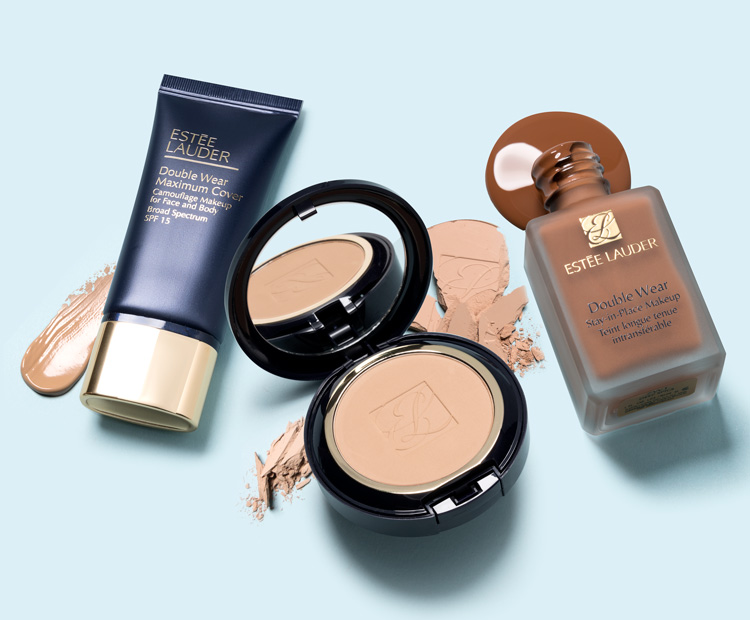 ESTĒE
LAUDER
Double Wear
Maximum Cover
Camouflage Makeup
for Face and Body
Broad Spectrum
SPF 15
ESTĒE LAUDER
Double Wear
Stay-in-Place Makeup
teint longue tenue
intransférable